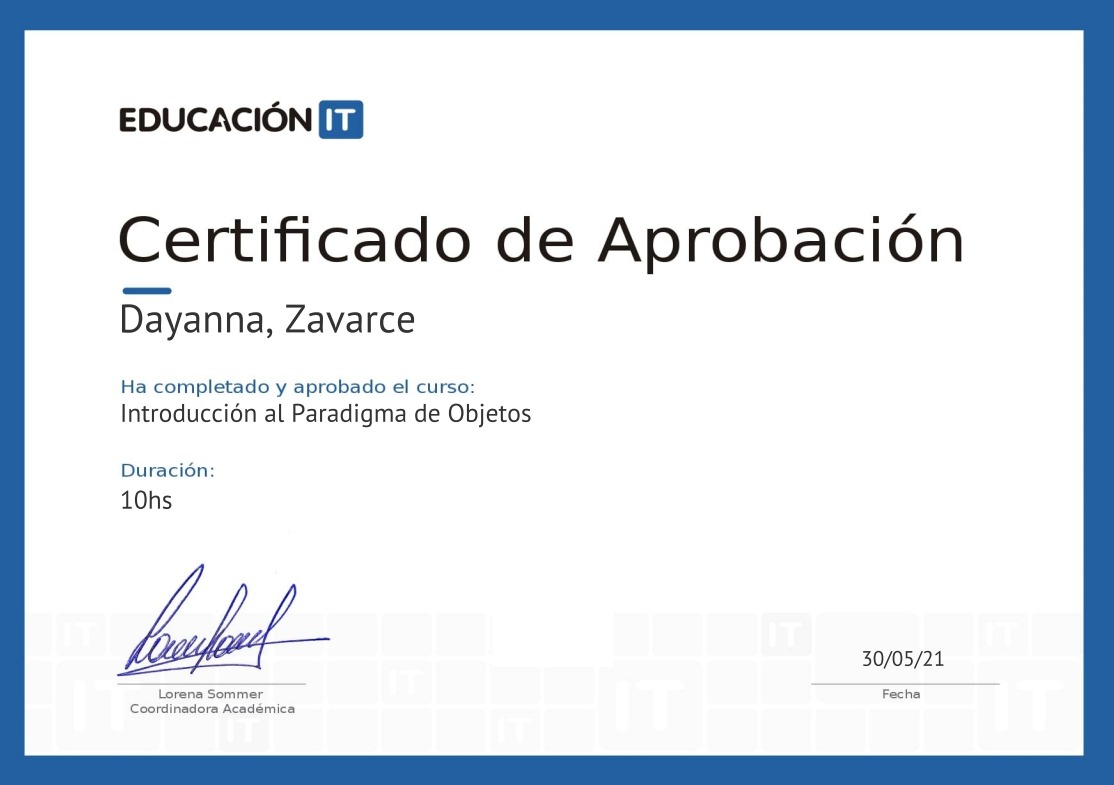 EDUCACIÓN IT
Certificado de Aprobación
Dayanna, Zavarce
Ha completado y aprobado el curso:
Introducción al Paradigma de Objetos
Duración:
10hs
30/05/21
Lorena Sommer
Fecha
Coordinadora Académica